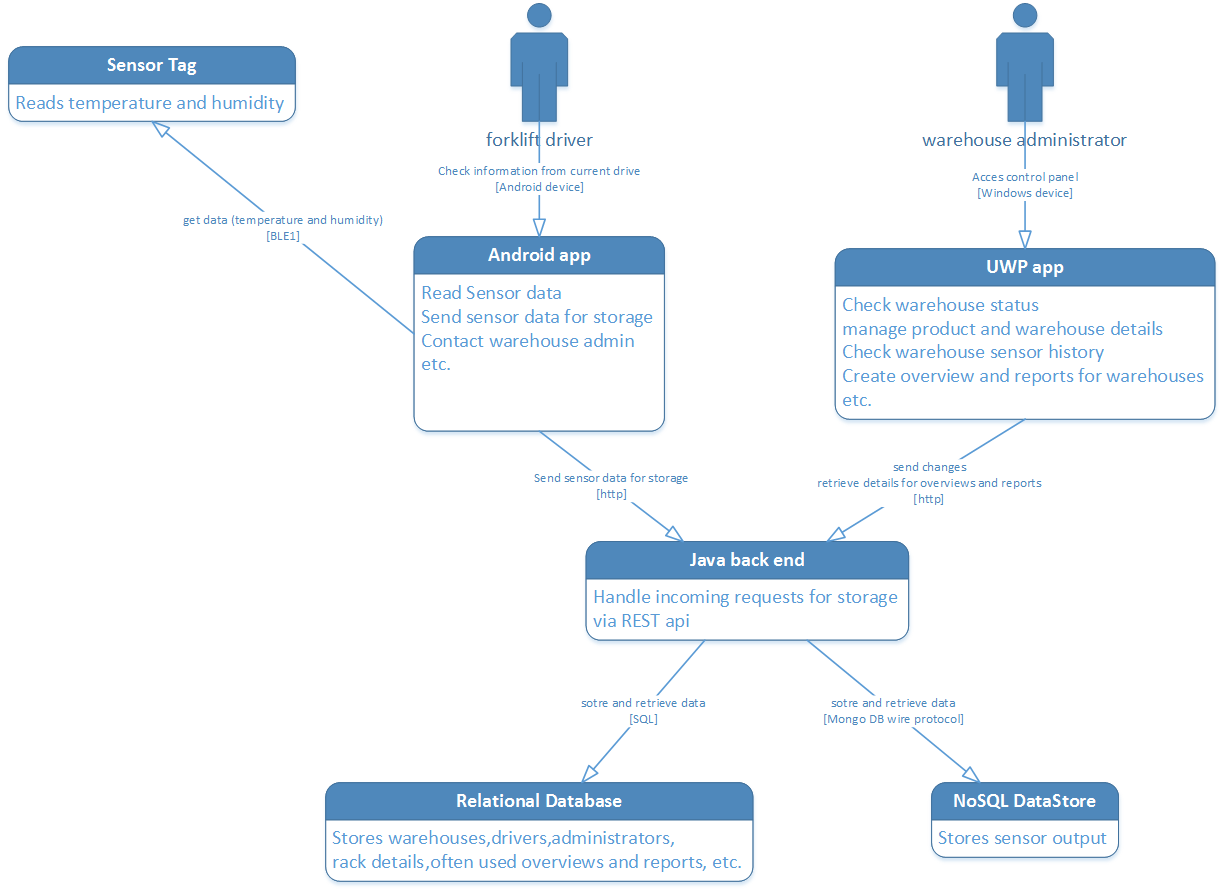 Sensor Tag
Reads temperature and humidity
forklift driver
warehouse administrator
Check information from current drive
[Android device]
Acces control panel
[Windows device]
get data (temperature and humidity)
[BLE1]
Android app
Read Sensor data
Send sensor data for storage
Contact warehouse admin
etc.
UWP app
Check warehouse status
manage product and warehouse details
Check warehouse sensor history
Create overview and reports for warehouses
etc.
Send sensor data for storage
[http]
send changes
retrieve details for overviews and reports
[http]
Java back end
Handle incoming requests for storage
via REST api
sotre and retrieve data
[SQL]
sotre and retrieve data
[Mongo DB wire protocol]
Relational Database
Stores warehouses,drivers,administrators,
rack details,often used overviews and reports, etc.
NoSQL DataStore
Stores sensor output